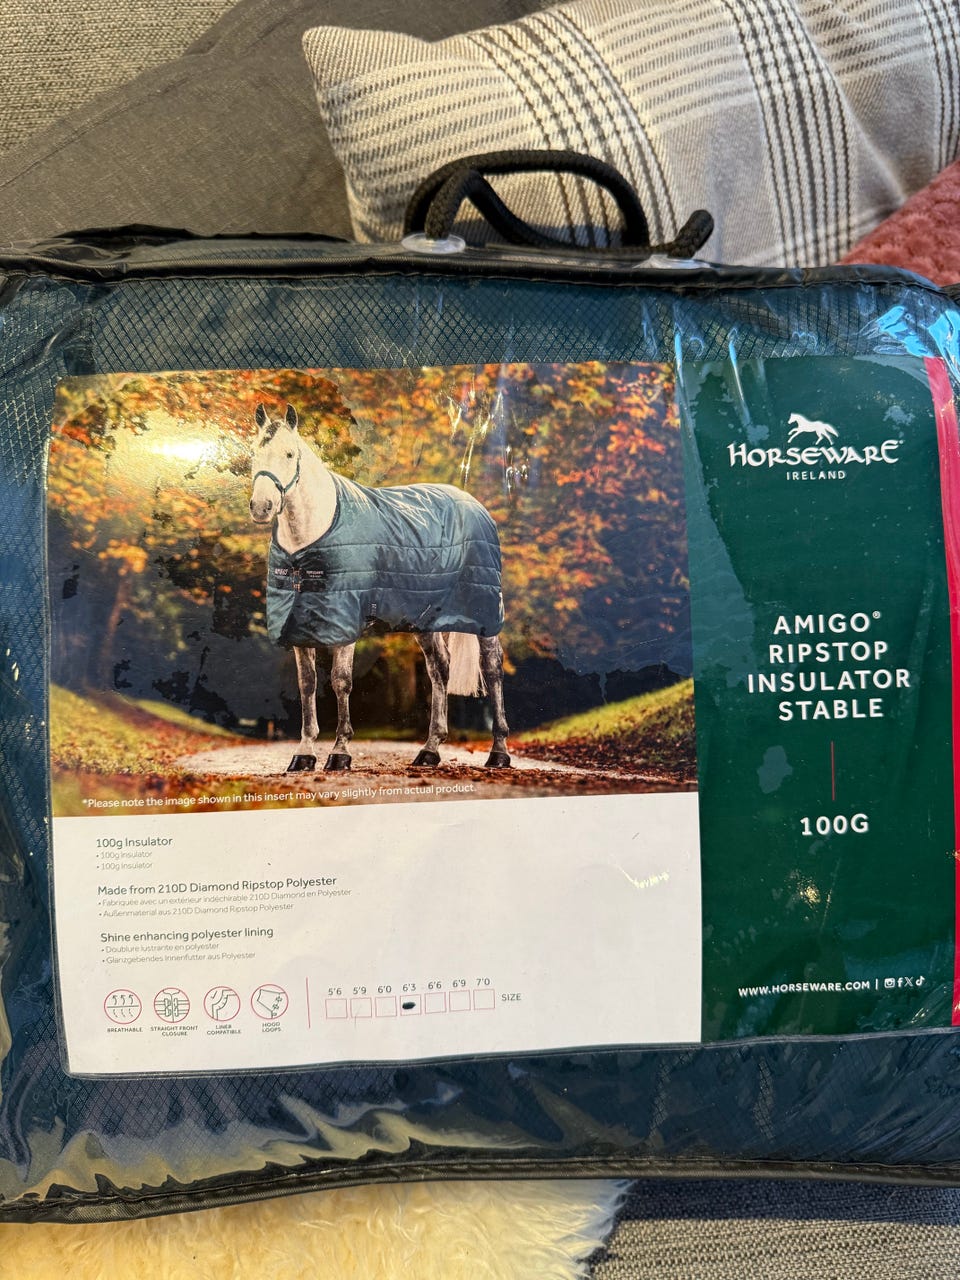 HORSEWARE®
IRELAND
AMIGO®
RIPSTOP
INSULATOR
STABLE
100G
WWW.HORSEWARE.COM |
AMIGO
*Please note the image shown in this insert may vary slightly from actual product.
100g Insulator
• 100g Insulator
• 100g Insulator
Made from 210D Diamond Ripstop Polyester
• Fabriquée avec un extérieur indéchirable 210D Diamond en Polyester
• Außenmaterial aus 210D Diamond Ripstop Polyester
Shine enhancing polyester lining
• Doublure lustrante en polyester
• Glanzgebendes Innenfutter aus Polyester
BREATHABLE
STRAIGHT FRONT
CLOSURE
LINER
COMPATIBLE
HOOD
LOOPS
5'6 5'9 6'0 6'3 6'6 6'9 7'0
SIZE